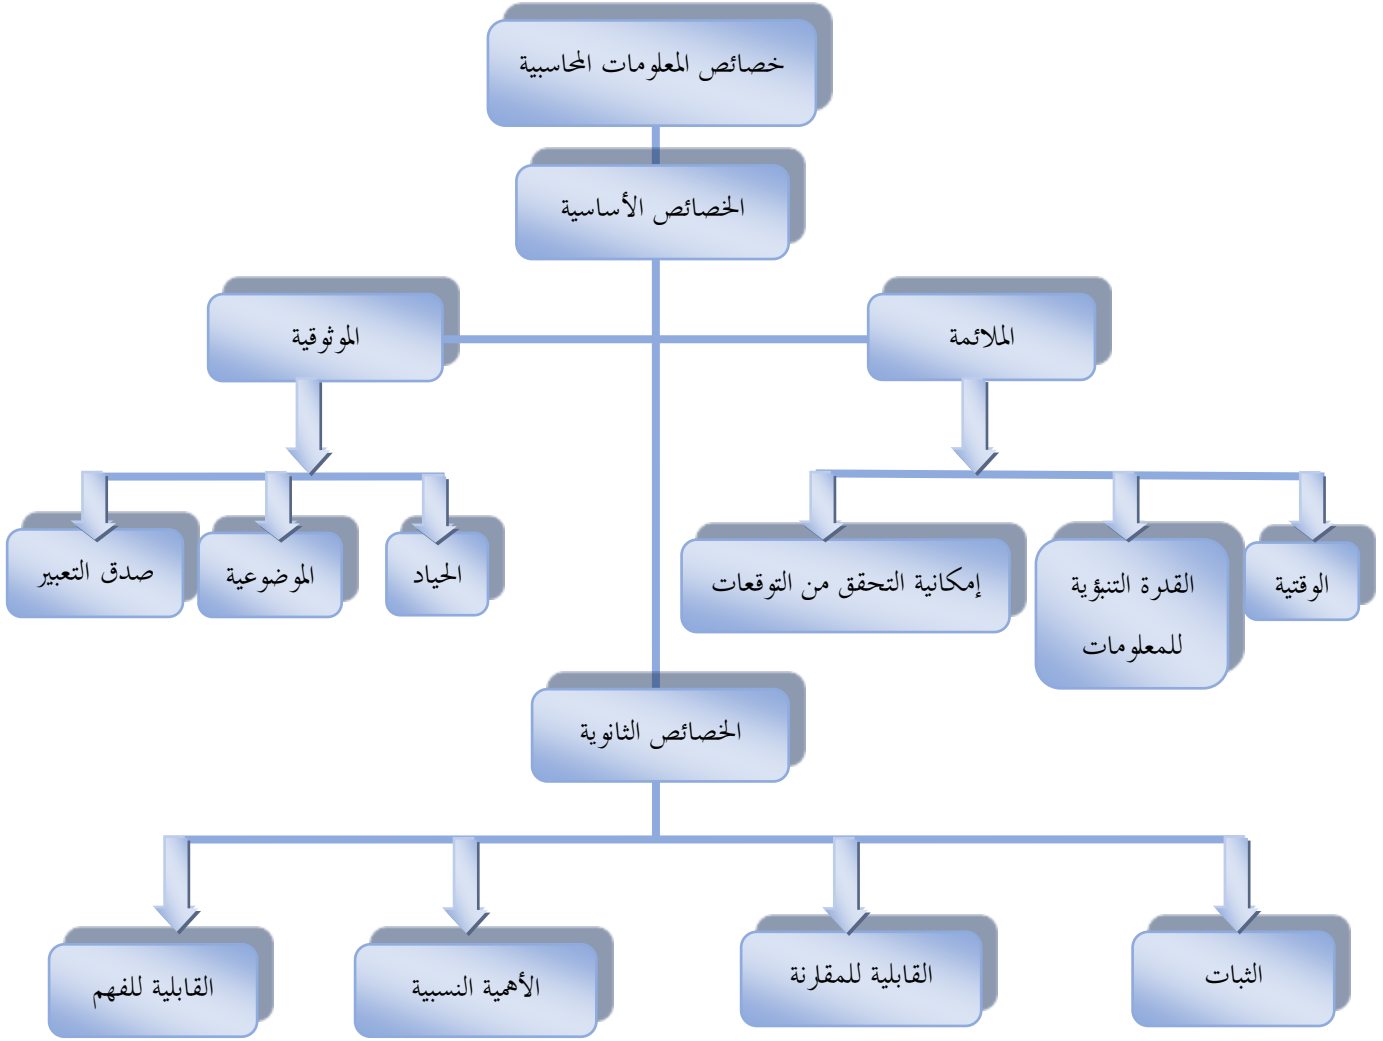 خصائص المعلومات المحاسبية
الخصائص الأساسية
الملائمة
الموثوقية
الوقتية
القدرة التنبؤية
للمعلومات
إمكانية التحقق من التوقعات
الحياد
الموضوعية
صدق التعبير
الخصائص الثانوية
الثبات
القابلية للمقارنة
الأهمية النسبية
القابلية للفهم